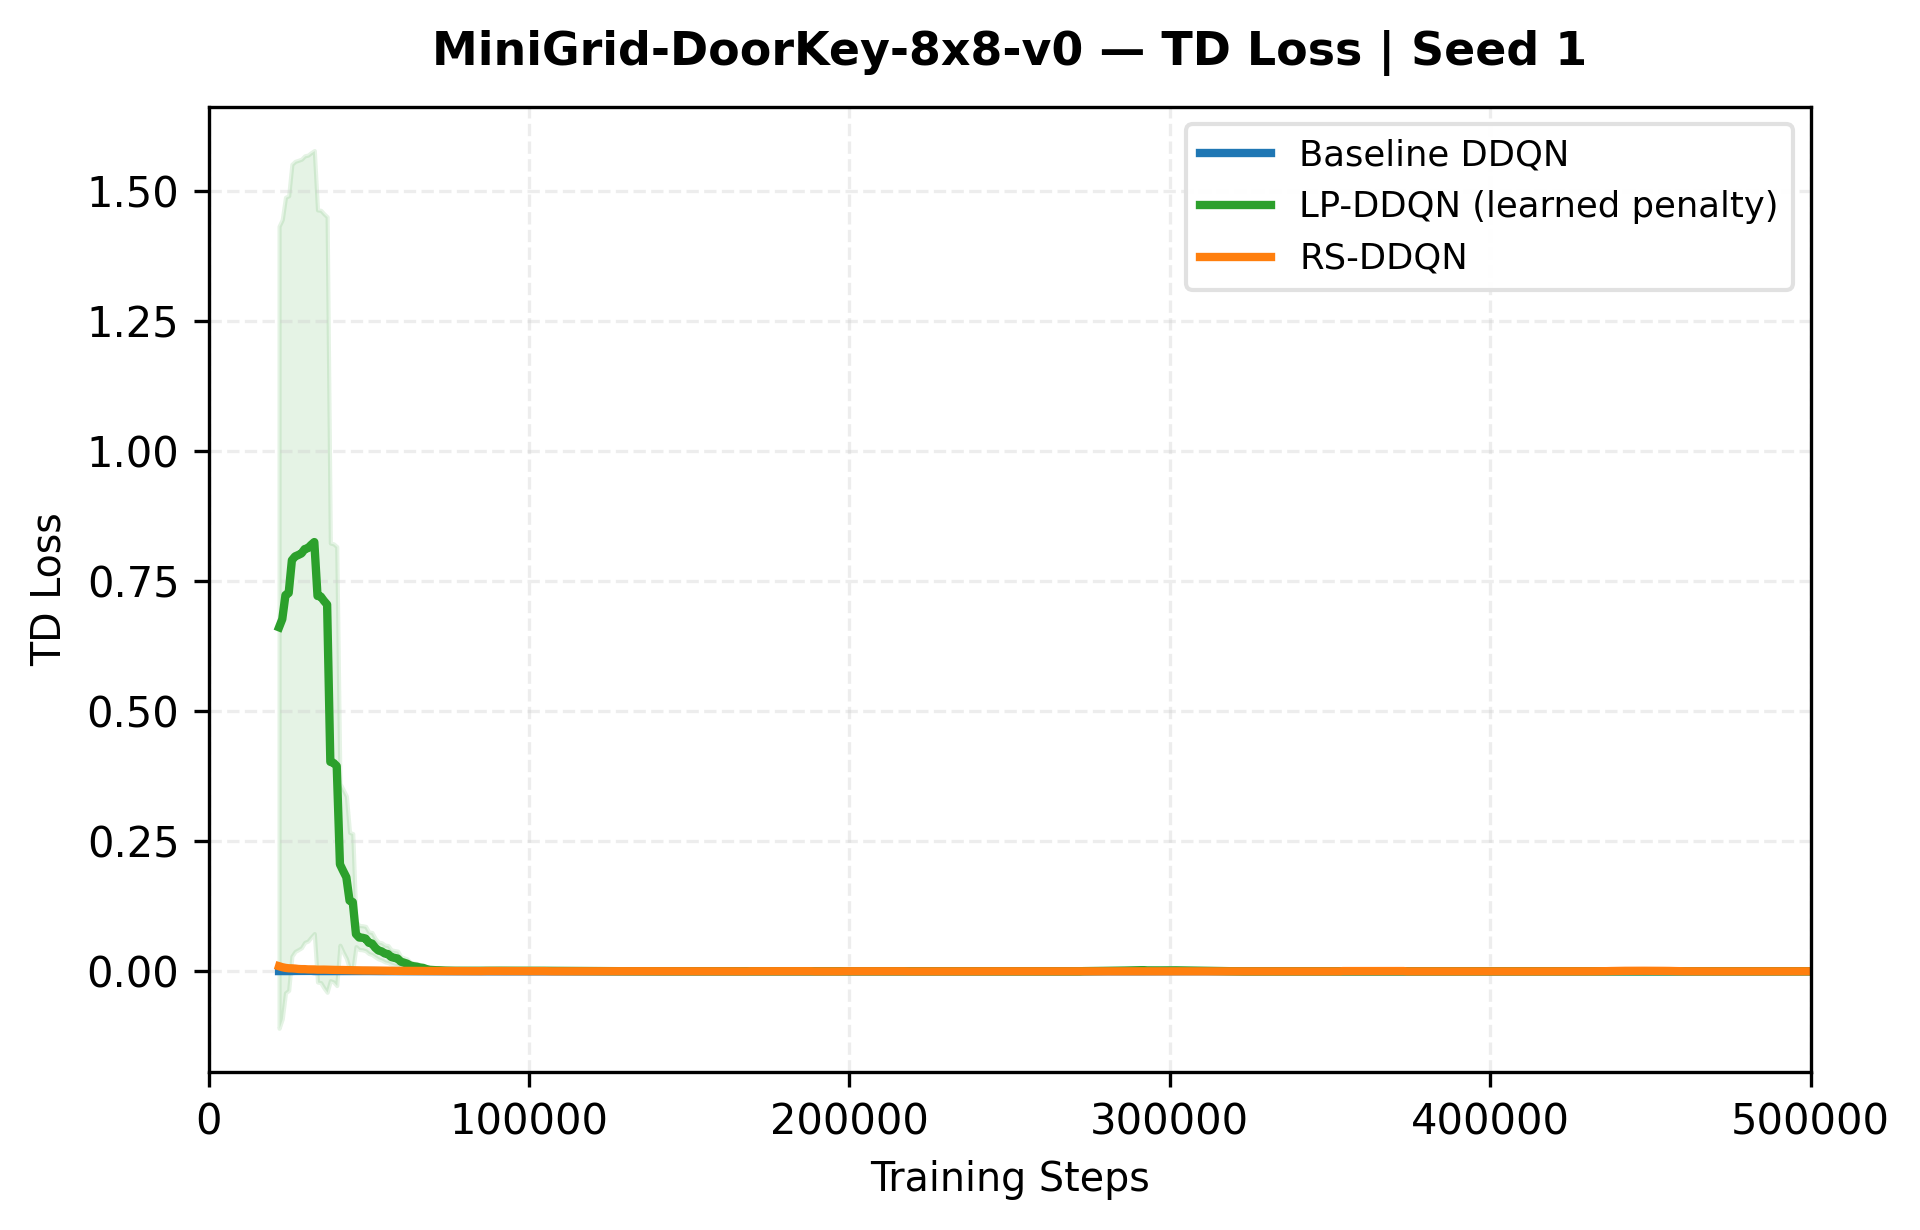 MiniGrid-DoorKey-8x8-v0 — TD Loss | Seed 1
Baseline DDQN
LP-DDQN (learned penalty)
RS-DDQN
TD Loss
1.50
1.25
1.00
0.75
0.50
0.25
0.00
0 100000 200000 300000 400000 500000
Training Steps